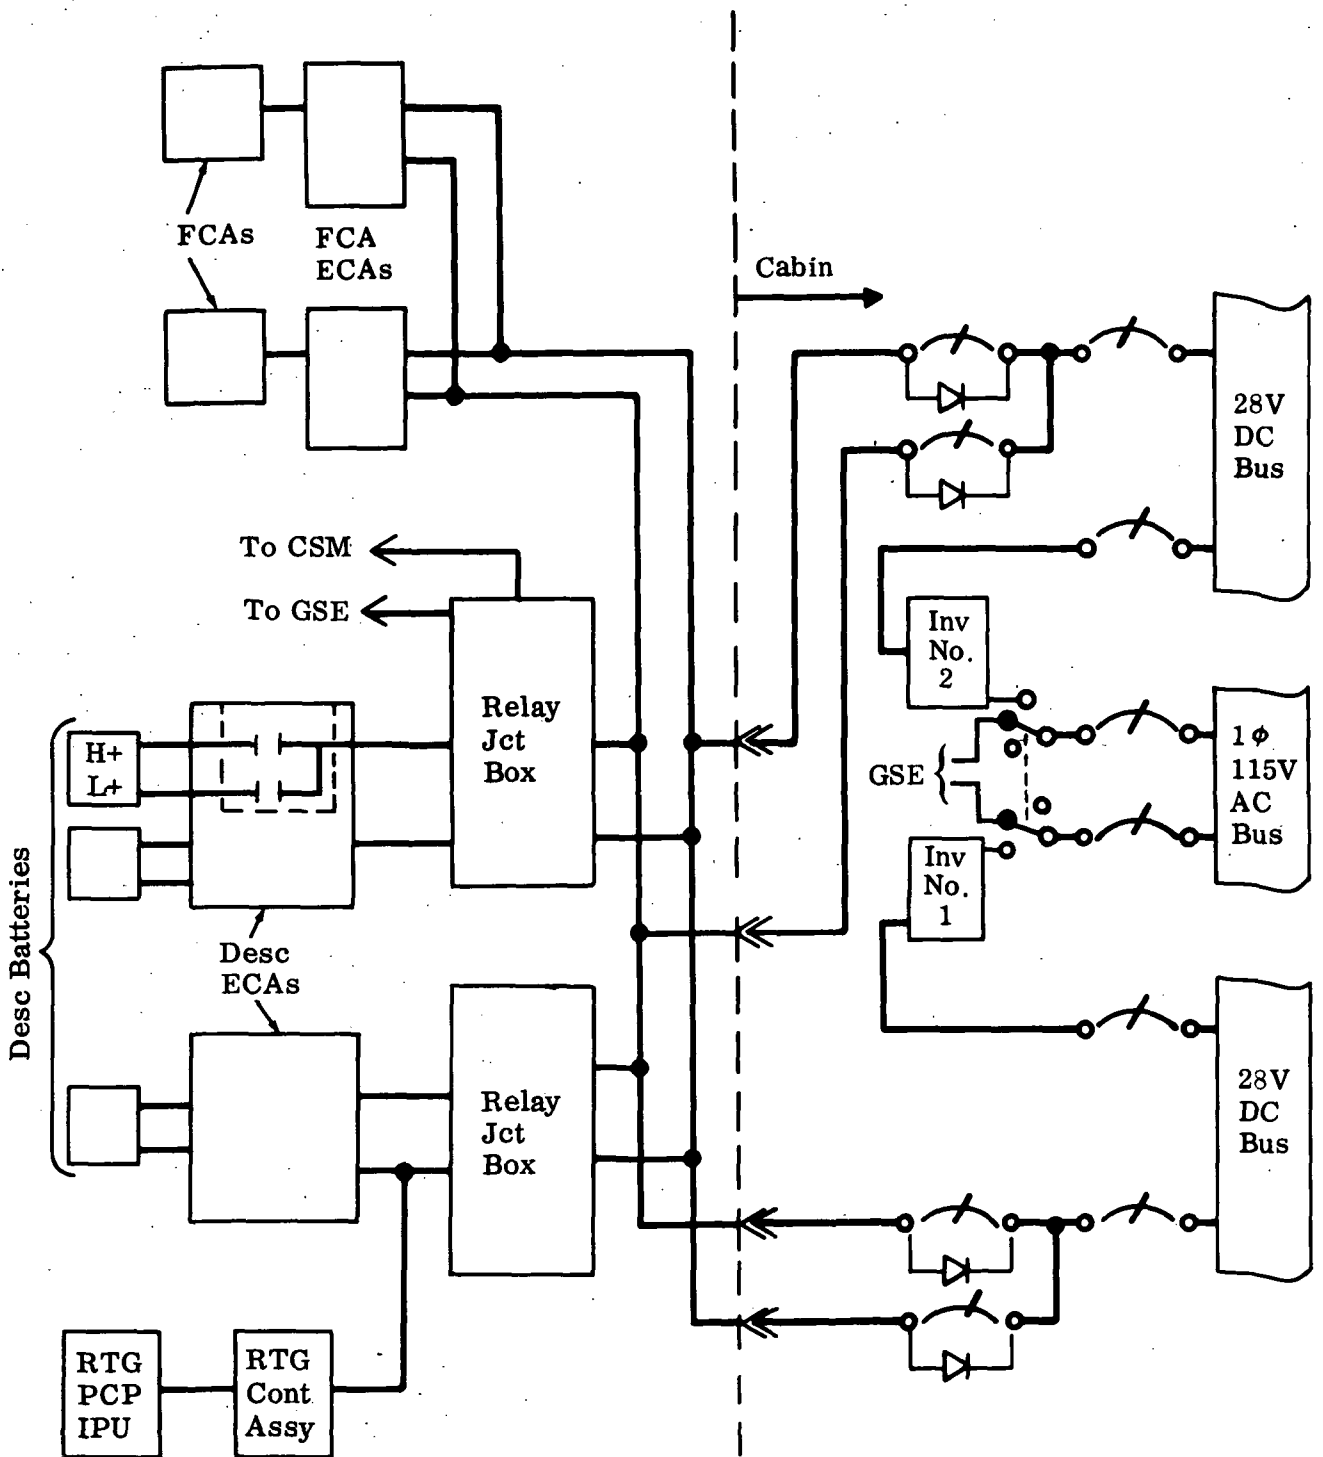 FCAs
FCA
ECAs
Cabin
28V
DC
Bus
To CSM
To GSE
Inv
No.
2
Relay
Jct
Box
H+
L+
GSE
1ϕ
115V
AC
Bus
Inv
No.
1
Desc Batteries
Desc
ECAs
Relay
Jct
Box
28V
DC
Bus
RTG
PCP
IPU
RTG
Cont
Assy